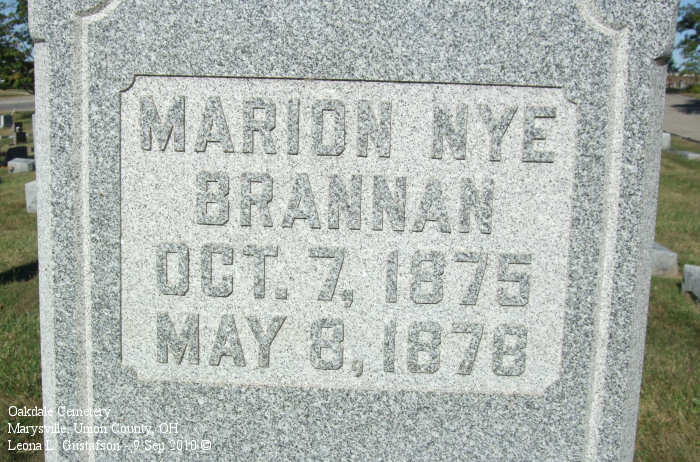 MARION NYE
BRANNAN
OCT. 7, 1875
MAY 8, 1878
Oakdale Cemetery
Marysville, Union County, OH
Leona L. Gustafson - 9 Sep 2010 ©